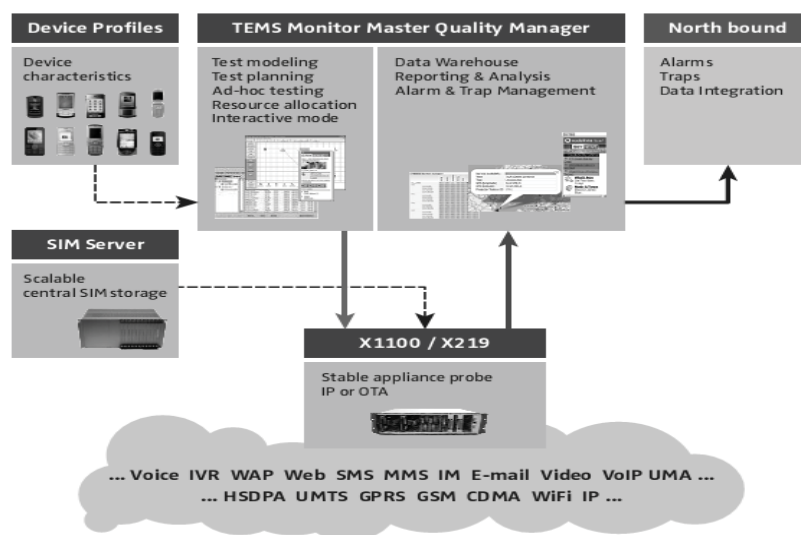 Device Profiles
Device
characteristics
TEMS Monitor Master Quality Manager
Test modeling
Test planning
Ad-hoc testing
Resource allocation
Interactive mode
Data Warehouse
Reporting & Analysis
Alarm & Trap Management
North bound
Alarms
Traps
Data Integration
SIM Server
Scalable
central SIM storage
X1100 / X219
Stable appliance probe
IP or OTA
... Voice IVR WAP Web SMS MMS IM E-mail Video VoIP UMA ...
... HSDPA UMTS GPRS GSM CDMA WiFi IP ...